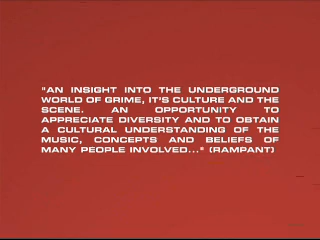 "AN INSIGHT INTO THE UNDERGROUND
WORLD OF GRIME, IT'S CULTURE AND THE
SCENE. AN OPPORTUNITY TO
APPRECIATE DIVERSITY AND TO OBTAIN
A CULTURAL UNDERSTANDING OF THE
MUSIC, CONCEPTS AND BELIEFS OF
MANY PEOPLE INVOLVED..." (RAMPANT)